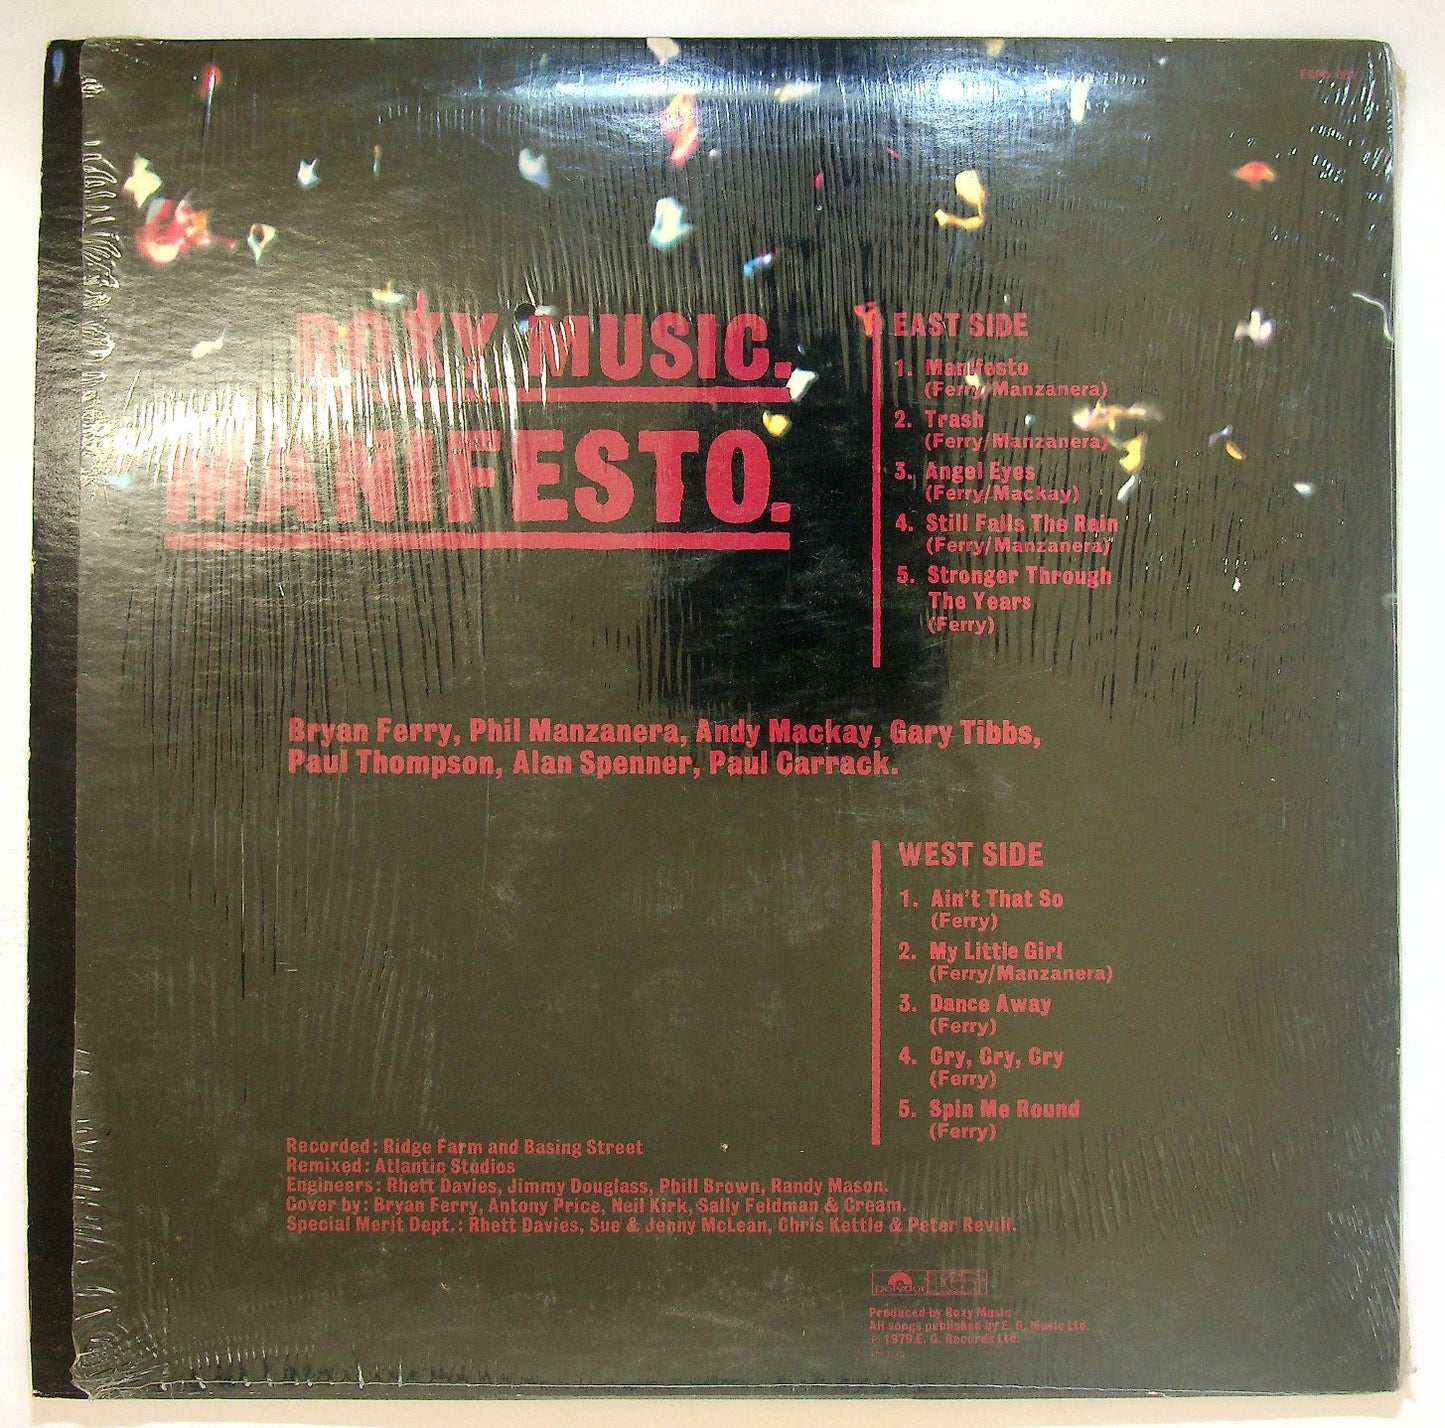 ROXY MUSIC.
MANIFESTO.
EAST SIDE
1. Manifesto
(Ferry/Manzanera)
2. Trash
(Ferry/Manzanera)
3. Angel Eyes
(Ferry/Mackay)
4. Still Falls The Rain
(Ferry/Manzanera)
5. Stronger Through
The Years
(Ferry)
Bryan Ferry, Phil Manzanera, Andy Mackay, Gary Tibbs,
Paul Thompson, Alan Spenner, Paul Carrack.
WEST SIDE
1. Ain't That So
(Ferry)
2. My Little Girl
(Ferry/Manzanera)
3. Dance Away
(Ferry)
4. Cry, Cry, Cry
(Ferry)
5. Spin Me Round
(Ferry)
Recorded: Ridge Farm and Basing Street
Remixed: Atlantic Studios
Engineers: Rhett Davies, Jimmy Douglass, Phill Brown, Randy Mason.
Cover by: Bryan Ferry, Antony Price, Neil Kirk, Sally Feldman & Cream.
Special Merit Dept.: Rhett Davies, Sue & Jenny McLean, Chris Kettle & Peter Revill.
polydor
Produced by Roxy Music
All songs published by E. G. Music Ltd.
℗ 1979 E. G. Records Ltd.